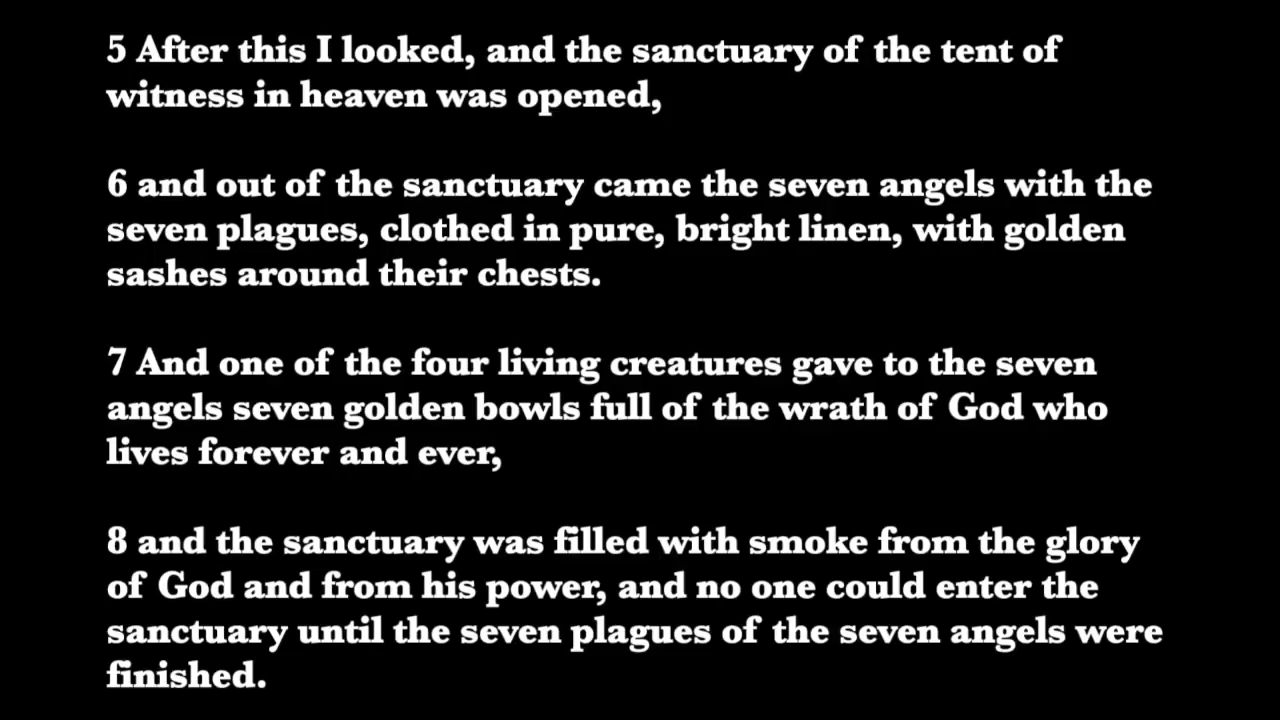 5 After this I looked, and the sanctuary of the tent of
witness in heaven was opened,
6 and out of the sanctuary came the seven angels with the
seven plagues, clothed in pure, bright linen, with golden
sashes around their chests.
7 And one of the four living creatures gave to the seven
angels seven golden bowls full of the wrath of God who
lives forever and ever,
8 and the sanctuary was filled with smoke from the glory
of God and from his power, and no one could enter the
sanctuary until the seven plagues of the seven angels were
finished.